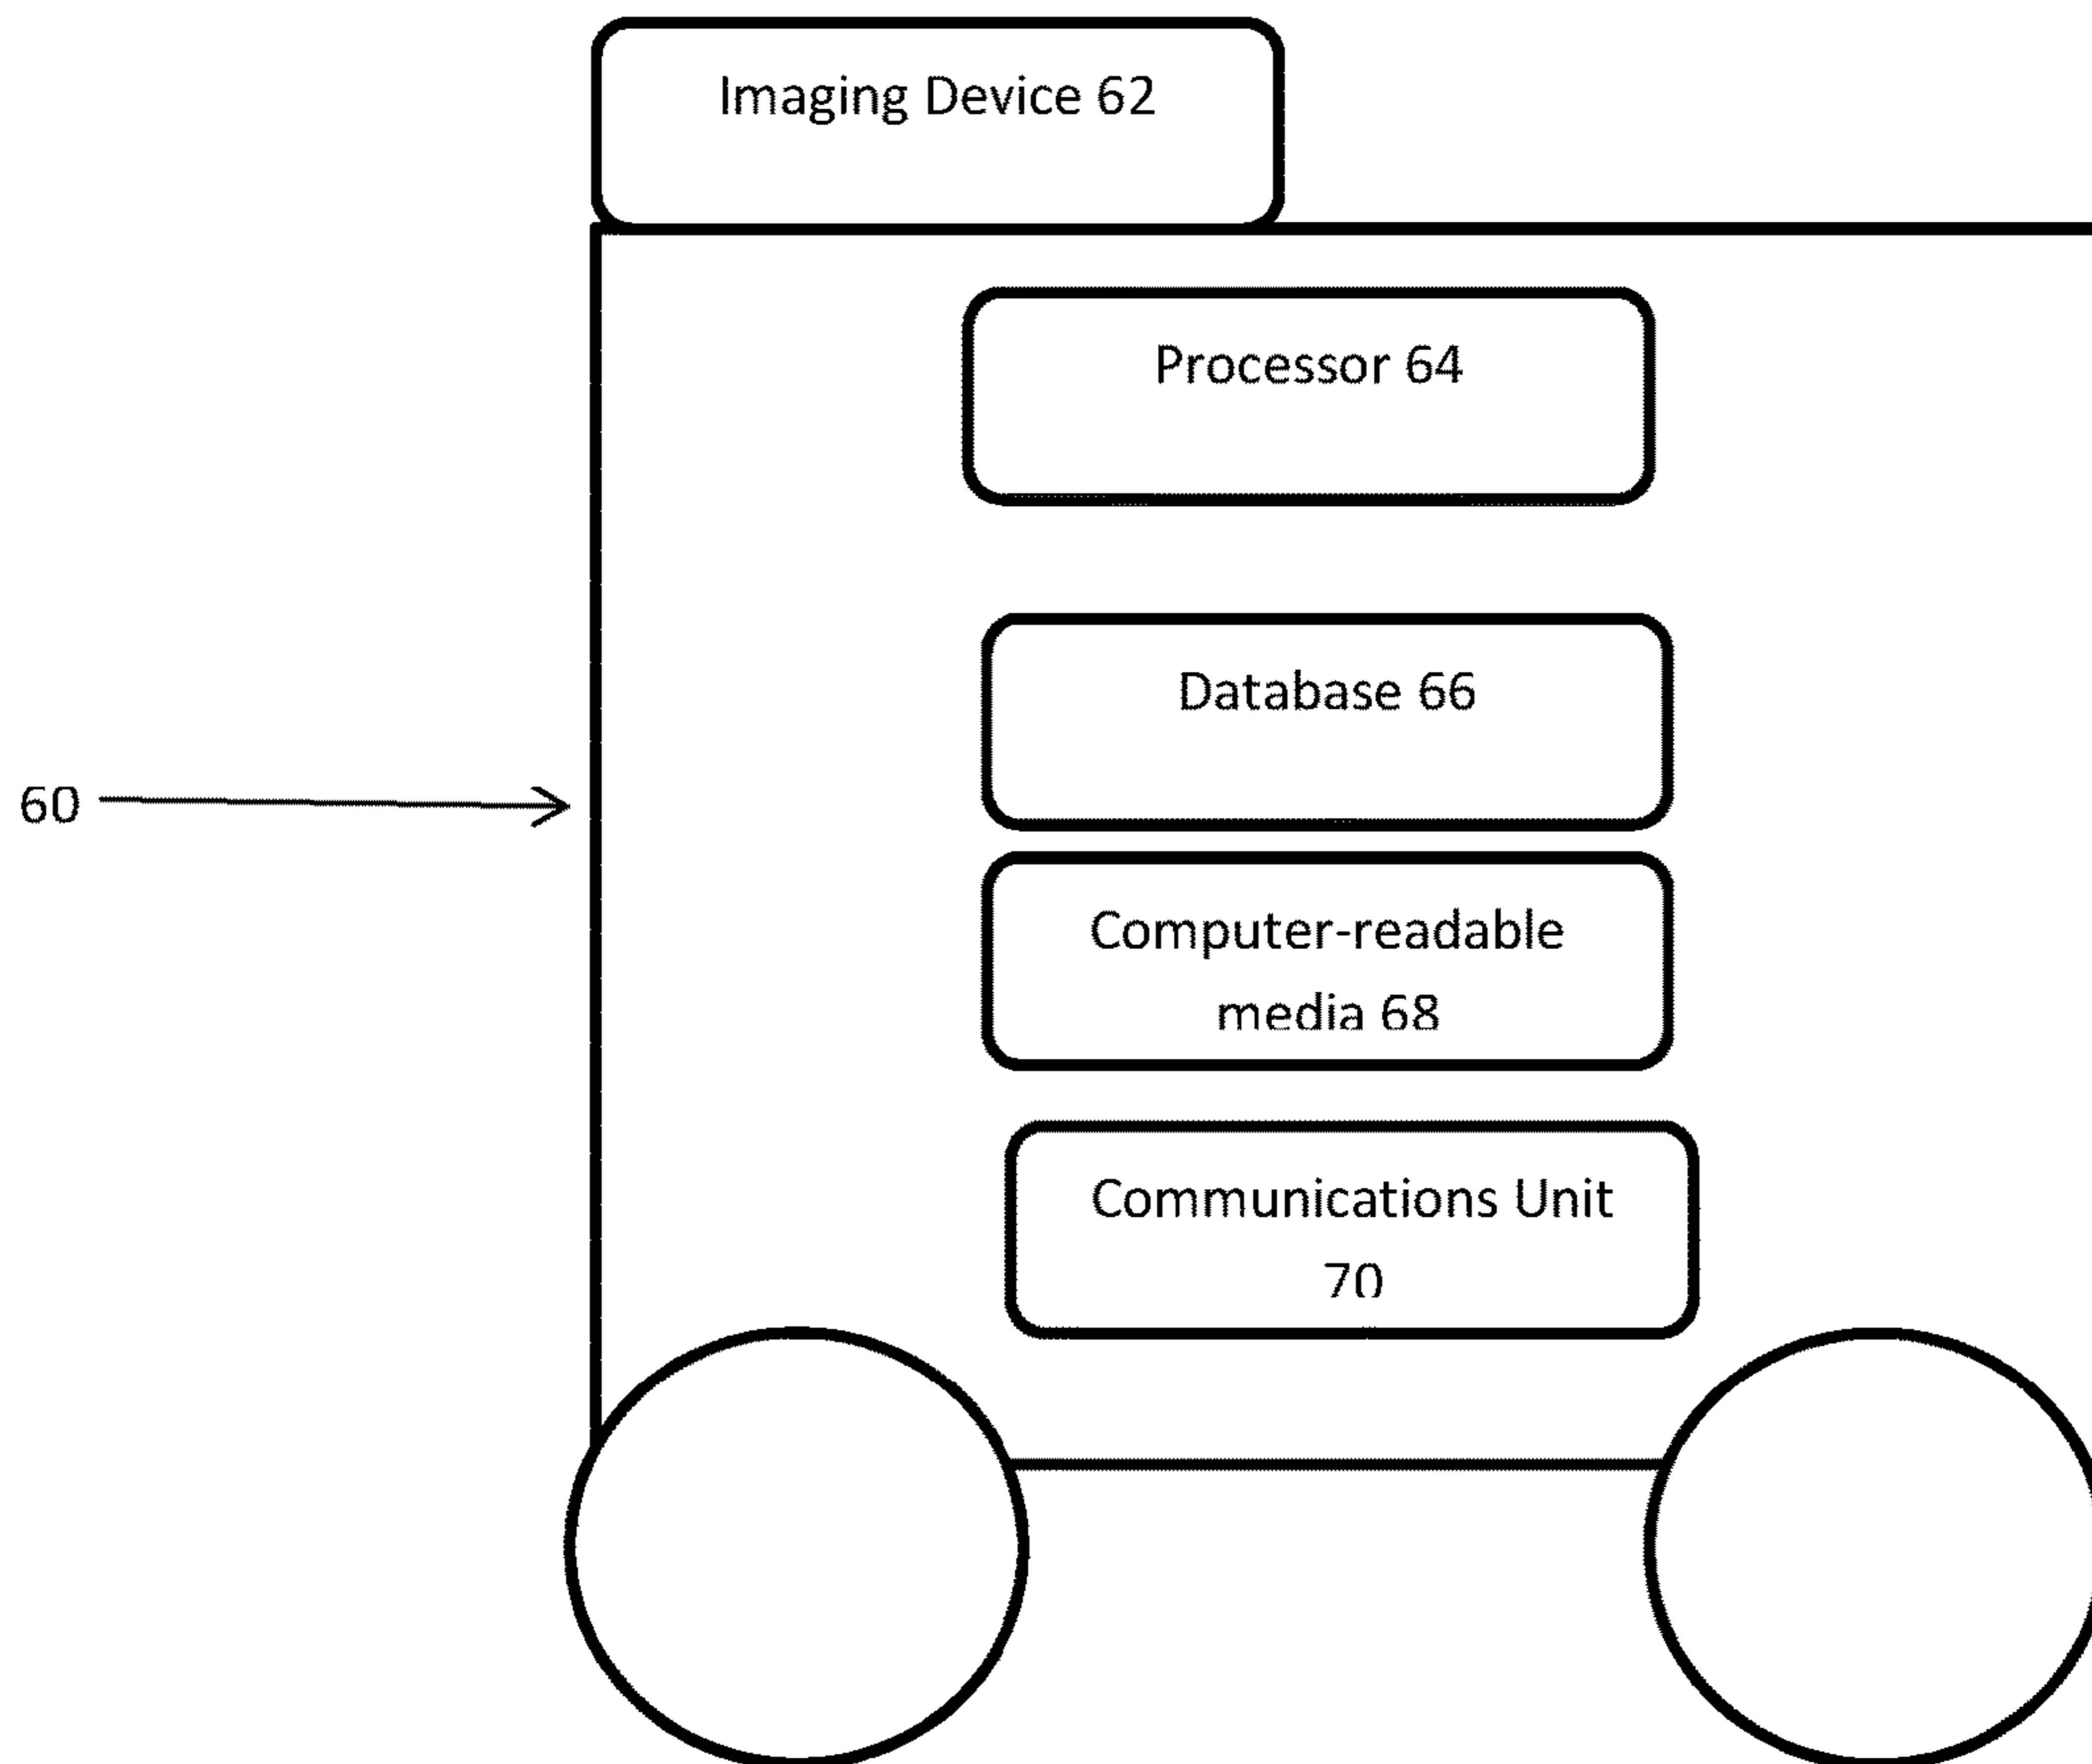 Imaging Device 62
Processor 64
Database 66
60
Computer-readable
media 68
Communications Unit
70